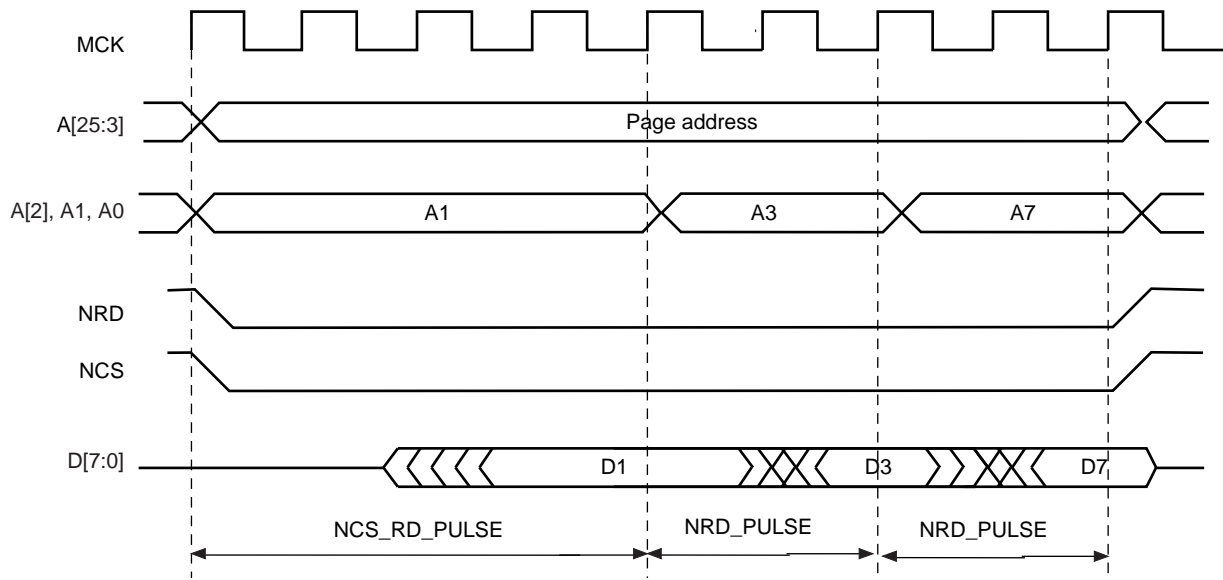 MCK
A[25:3]
Page address
A[2], A1, A0
A1
A3
A7
NRD
NCS
D[7:0]
D1
D3
D7
NCS_RD_PULSE
NRD_PULSE
NRD_PULSE